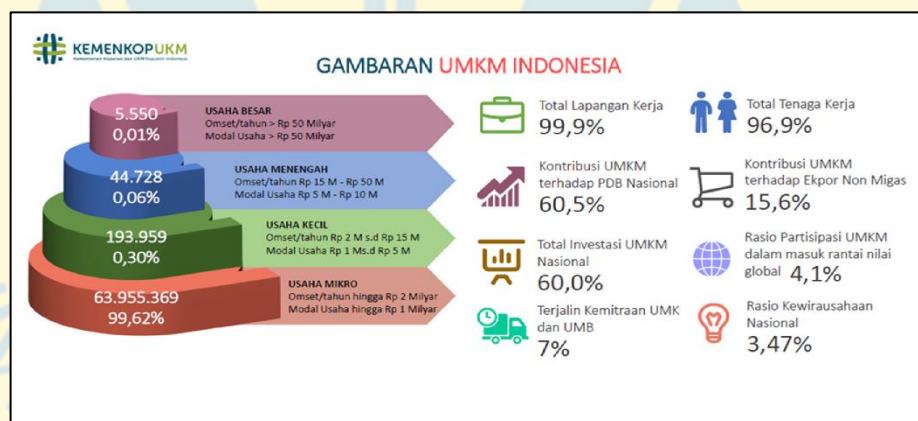 KEMENKOPUKM
Kementerian Koperasi dan UKM Republik Indonesia
GAMBARAN UMKM INDONESIA
5.550
0,01%
USAHA BESAR
Omset/tahun > Rp 50 Milyar
Modal Usaha > Rp 50 Milyar
44.728
0,06%
USAHA MENENGAH
Omset/tahun Rp 15 M - Rp 50 M
Modal Usaha Rp 5 M - Rp 10 M
193.959
0,30%
USAHA KECIL
Omset/tahun Rp 2 M s.d Rp 15 M
Modal Usaha Rp 1 Ms.d Rp 5 M
63.955.369
99,62%
USAHA MIKRO
Omset/tahun hingga Rp 2 Milyar
Modal Usaha hingga Rp 1 Milyar
Total Lapangan Kerja
99,9%
Total Tenaga Kerja
96,9%
Kontribusi UMKM
terhadap PDB Nasional
60,5%
Kontribusi UMKM
terhadap Ekpor Non Migas
15,6%
Total Investasi UMKM
Nasional
60,0%
Rasio Partisipasi UMKM
dalam masuk rantai nilai
global 4,1%
Terjalin Kemitraan UMK
dan UMB
7%
Rasio Kewirausahaan
Nasional
3,47%